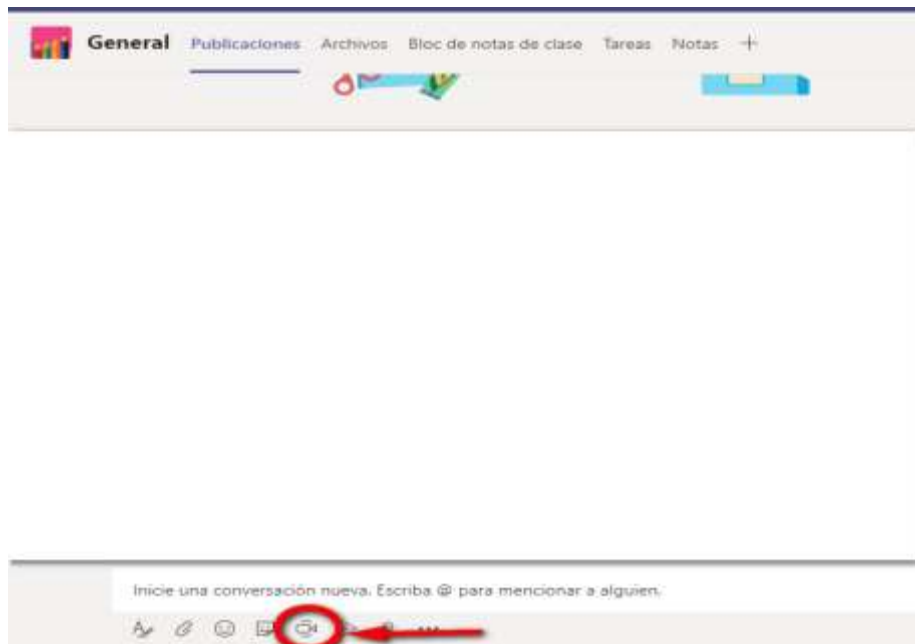 General Publicaciones Archivos Bloc de notas de clase Tareas Notas +
Inicie una conversación nueva. Escriba @ para mencionar a alguien.